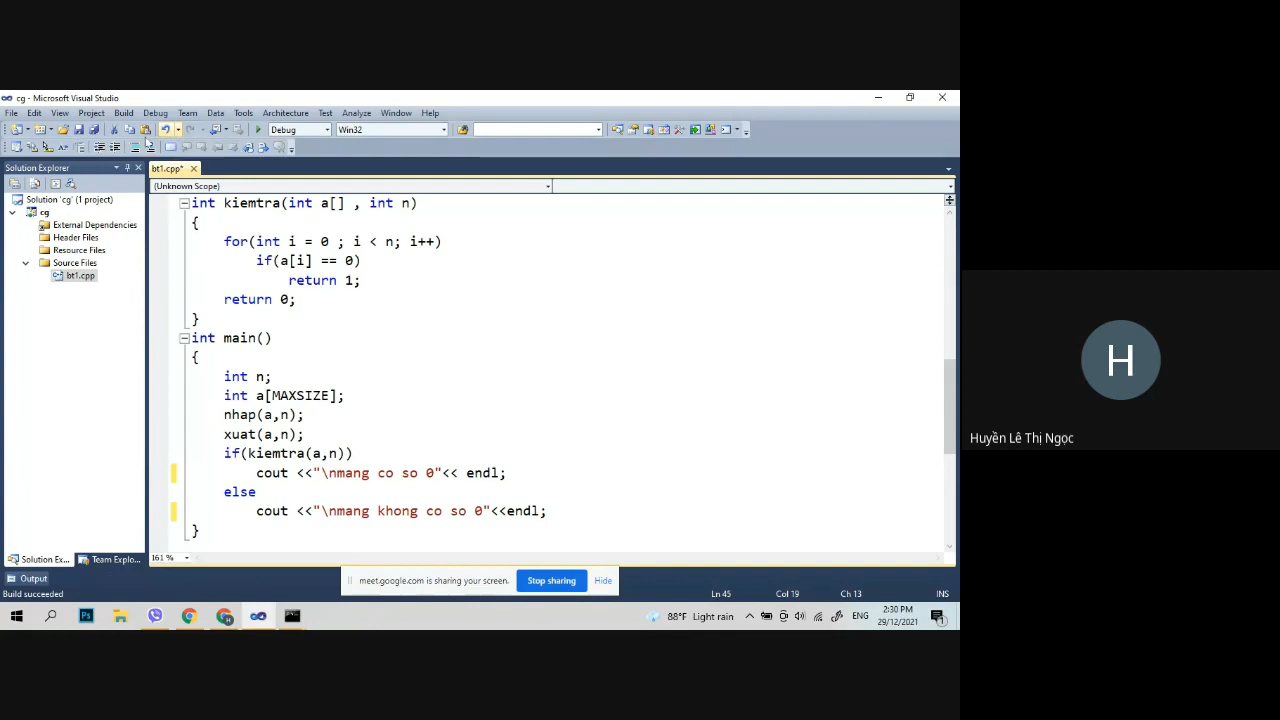 cg - Microsoft Visual Studio
File Edit View Project Build Debug Team Data Tools Architecture Test Analyze Window Help
Debug Win32
Solution Explorer
bt1.cpp*
(Unknown Scope)
Solution 'cg' (1 project)
cg
External Dependencies
Header Files
Resource Files
Source Files
bt1.cpp
int kiemtra(int a[] , int n)
{
for(int i = 0 ; i < n; i++)
if(a[i] == 0)
return 1;
return 0;
}
int main()
{
int n;
int a[MAXSIZE];
nhap(a,n);
xuat(a,n);
if(kiemtra(a,n))
cout <<"\nmang co so 0"<< endl;
else
cout <<"\nmang khong co so 0"<<endl;
}
161 %
Solution Ex... Team Explo...
Output
meet.google.com is sharing your screen. Stop sharing Hide
Build succeeded
Ln 45 Col 19 Ch 13 INS
88°F Light rain ENG
2:30 PM
29/12/2021
H
Huyền Lê Thị Ngọc